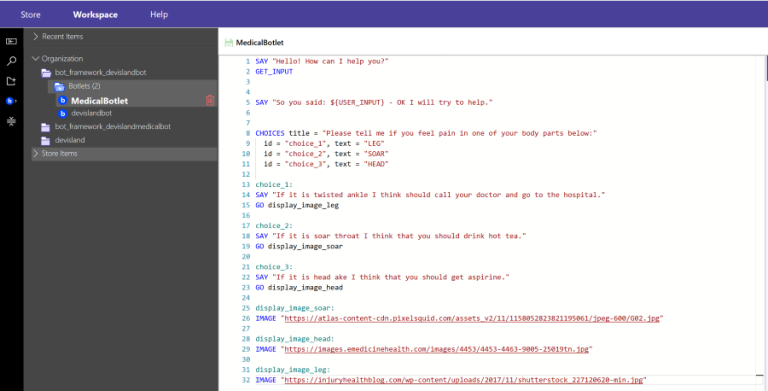 Store Workspace Help
Recent Items
Organization
bot_framework_devislandbot
Botlets (2)
MedicalBotlet
devislandbot
bot_framework_devislandmedicalbot
devisland
Store Items
MedicalBotlet
1 SAY "Hello! How can I help you?"
2 GET_INPUT
3
4
5 SAY "So you said: ${USER_INPUT} - OK I will try to help."
6
7
8 CHOICES title = "Please tell me if you feel pain in one of your body parts below:"
9 id = "choice_1", text = "LEG"
10 id = "choice_2", text = "SOAR"
11 id = "choice_3", text = "HEAD"
12
13 choice_1:
14 SAY "If it is twisted ankle I think should call your doctor and go to the hospital."
15 GO display_image_leg
16
17 choice_2:
18 SAY "If it is soar throat I think that you should drink hot tea."
19 GO display_image_soar
20
21 choice_3:
22 SAY "If it is head ake I think that you should get aspirine."
23 GO display_image_head
24
25 display_image_soar:
26 IMAGE "https://atlas-content-cdn.pixelsquid.com/assets_v2/11/1158052823821195061/jpeg-600/G02.jpg"
27
28 display_image_head:
29 IMAGE "https://images.emedicinehealth.com/images/4453/4453-4463-9005-25019tn.jpg"
30
31 display_image_leg:
32 IMAGE "https://injuryhealthblog.com/wp-content/uploads/2017/11/shutterstock_227120620-min.jpg"